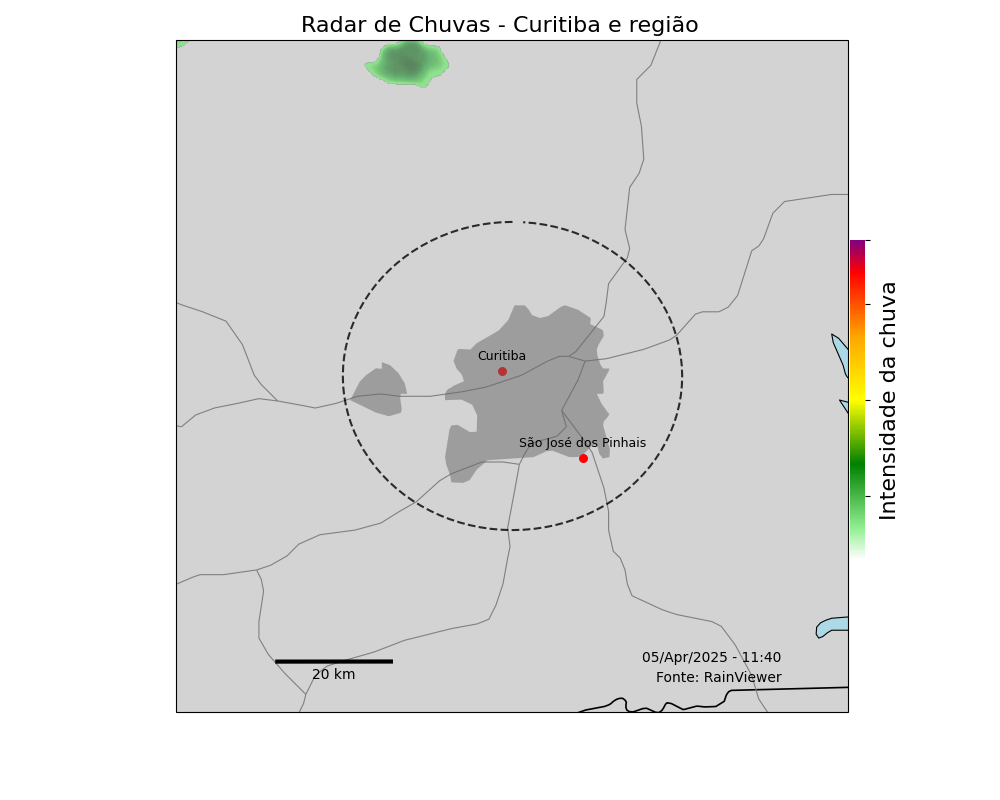 Radar de Chuvas - Curitiba e região
Curitiba
São José dos Pinhais
Intensidade da chuva
20 km
05/Apr/2025 - 11:40
Fonte: RainViewer